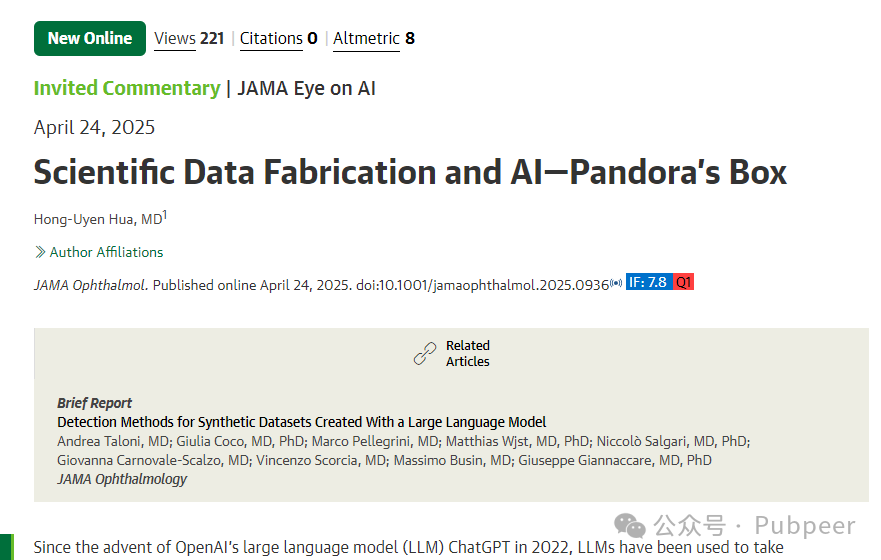 New Online Views 221 | Citations 0 | Altmetric 8
Invited Commentary | JAMA Eye on AI
April 24, 2025
Scientific Data Fabrication and AI—Pandora's Box
Hong-Uyen Hua, MD1
Author Affiliations
JAMA Ophthalmol. Published online April 24, 2025. doi:10.1001/jamaophthalmol.2025.0936 IF: 7.8 Q1
Related
Articles
Brief Report
Detection Methods for Synthetic Datasets Created With a Large Language Model
Andrea Taloni, MD; Giulia Coco, MD, PhD; Marco Pellegrini, MD; Matthias Wjst, MD, PhD; Niccolò Salgari, MD, PhD;
Giovanna Carnovale-Scalzo, MD; Vincenzo Scorcia, MD; Massimo Busin, MD; Giuseppe Giannaccare, MD, PhD
JAMA Ophthalmology
公众号 · Pubpeer
Since the advent of OpenAI's large language model (LLM) ChatGPT in 2022, LLMs have been used to take